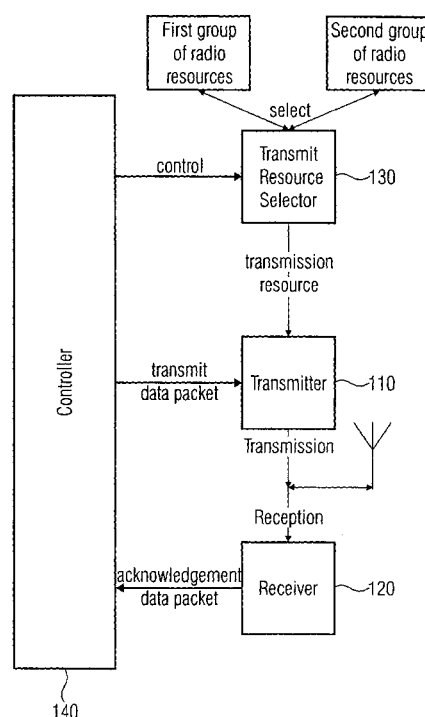 First group
of radio
resources
Second group
of radio
resources
select
control
Transmit
Resource
Selector
130
transmission
resource
Controller
transmit
data packet
Transmitter
110
Transmission
Reception
acknowledgement
data packet
Receiver
120
140